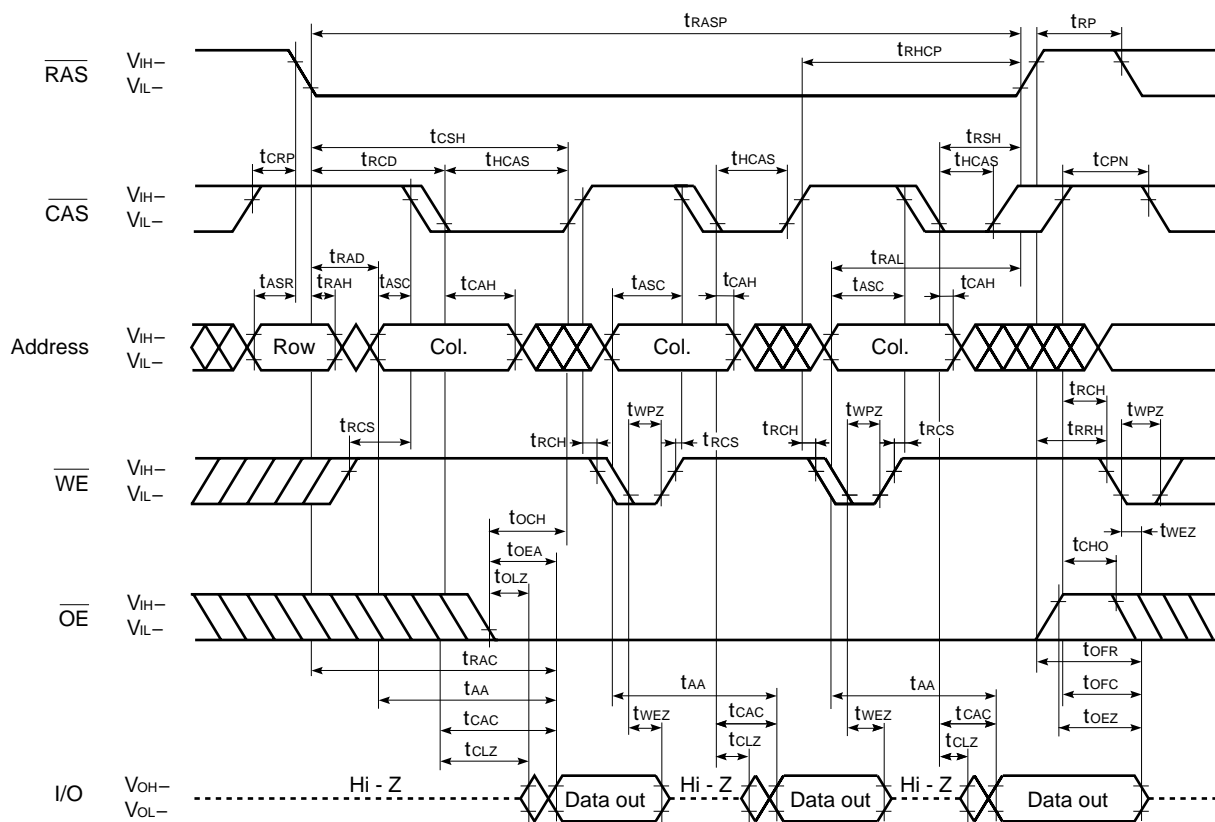 tRASP
tRP
tRHCP
RAS
VIH–
VIL–
tCSH
tRSH
tCRP
tRCD
tHCAS
tHCAS
tHCAS
tCPN
CAS
VIH–
VIL–
tRAD
tRAL
tASR
tRAH
tASC
tCAH
tASC
tCAH
tASC
tCAH
Address
VIH–
VIL–
Row
Col.
Col.
Col.
tRCS
tRCH
tWPZ
tRCS
tRCH
tWPZ
tRCS
tRCH
tWPZ
tRRH
WE
VIH–
VIL–
tOCH
tWEZ
tOEA
tCHO
tOLZ
OE
VIH–
VIL–
tRAC
tOFR
tAA
tAA
tAA
tOFC
tCAC
tWEZ
tCAC
tWEZ
tCAC
tOEZ
tCLZ
tCLZ
tCLZ
I/O
VOH–
VOL–
Hi - Z
Data out
Hi - Z
Data out
Hi - Z
Data out